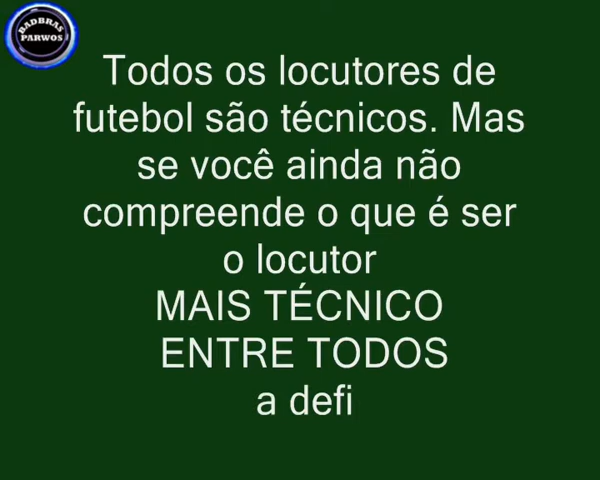 BADBRAS
PARWOS
Todos os locutores de
futebol são técnicos. Mas
se você ainda não
compreende o que é ser
o locutor
MAIS TÉCNICO
ENTRE TODOS
a defi